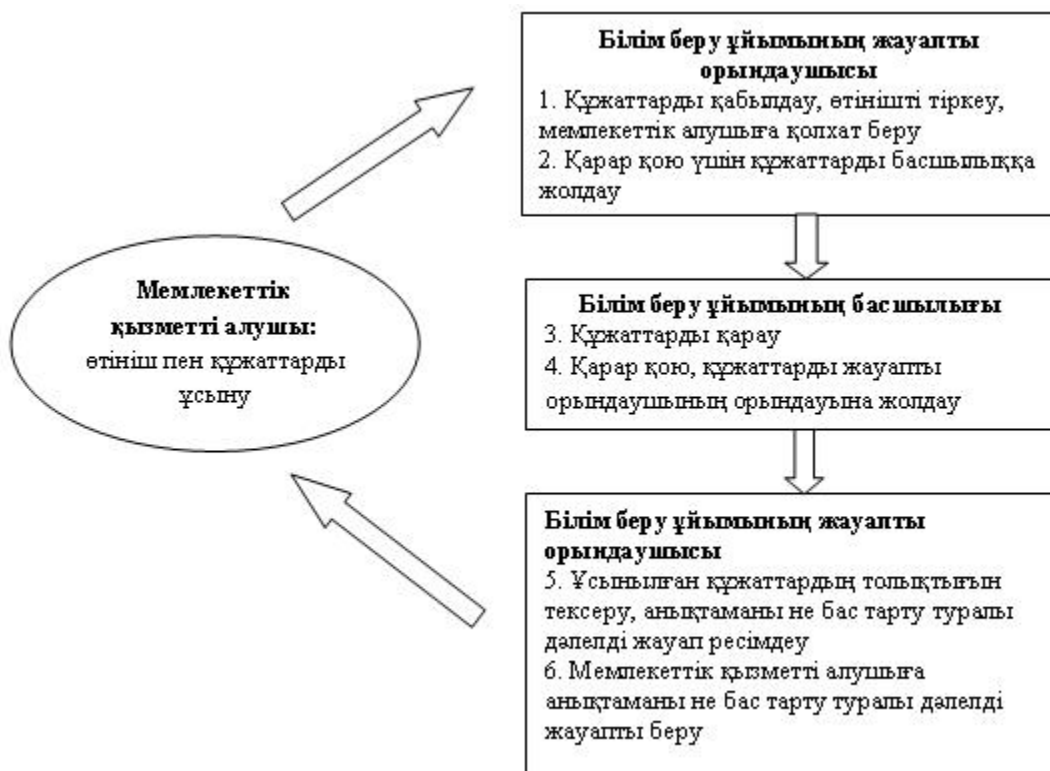 Мемлекеттік
қызметті алушы:
өтініш пен құжаттарды
ұсыну
Білім беру ұйымының жауапты
орындаушысы
1. Құжаттарды қабылдау, өтінішті тіркеу,
мемлекеттік алушыға қолхат беру
2. Қарар қою үшін құжаттарды басшылыққа
жолдау
Білім беру ұйымының басшылығы
3. Құжаттарды қарау
4. Қарар қою, құжаттарды жауапты
орындаушының орындауына жолдау
Білім беру ұйымының жауапты
орындаушысы
5. Ұсынылған құжаттардың толықтығын
тексеру, анықтаманы не бас тарту туралы
дәлелді жауап ресімдеу
6. Мемлекеттік қызметті алушыға
анықтаманы не бас тарту туралы дәлелді
жауапты беру